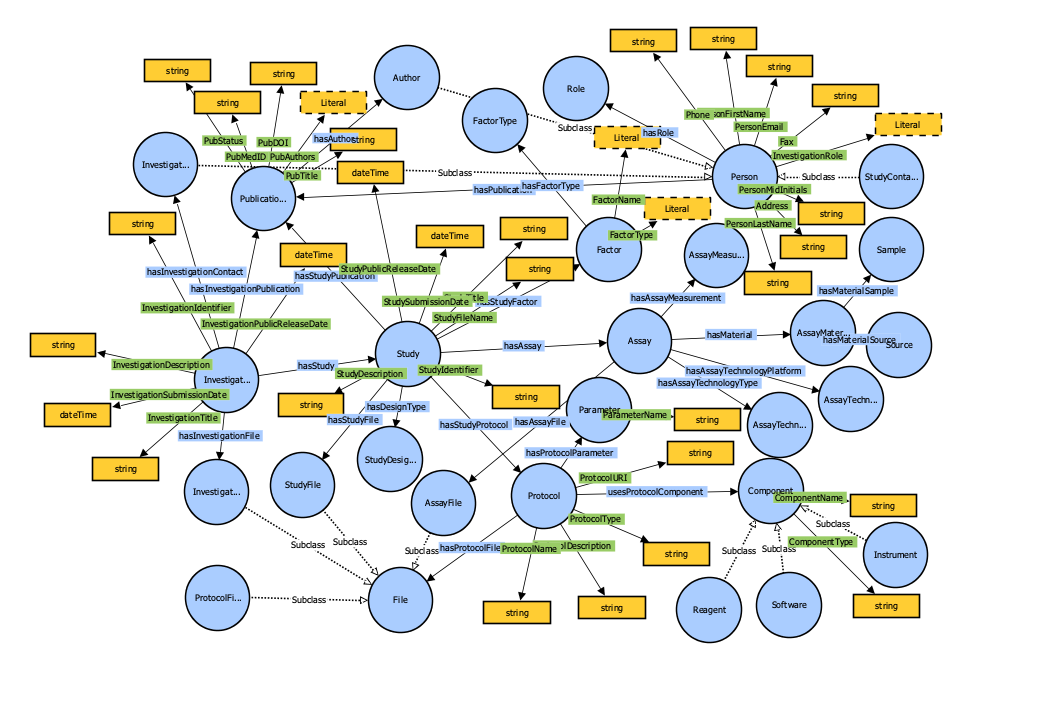 string
string
string
string
string
Author
Role
string
Literal
string
Literal
Phone
sonFirstName
FactorType
Subclass
hasRole
Literal
PersonEmail
Fax
hasAuthor
string
PubStatus
PubDOI
PubMedID
PubAuthors
InvestigationRole
Investigat...
PubTitle
dateTime
Subclass
Person
Subclass
StudyConta...
hasPublication
hasFactorType
PersonMidInitials
Publicatio...
FactorName
Literal
Address
string
string
PersonLastName
dateTime
string
FactorType
string
dateTime
Factor
AssayMeasu...
Sample
hasInvestigationContact
hasStudyPublication
StudyPublicReleaseDate
string
string
hasInvestigationPublication
hasAssayMeasurement
hasMaterialSample
InvestigationIdentifier
StudySubmissionDate
Title
hasStudyFactor
InvestigationPublicReleaseDate
StudyFileName
string
Study
hasAssay
Assay
hasMaterial
AssayMater...
hasMaterialSource
Source
InvestigationDescription
hasStudy
Investigat...
StudyDescription
StudyIdentifier
hasAssayTechnologyPlatform
hasAssayTechnologyType
InvestigationSubmissionDate
string
hasDesignType
string
AssayTechn...
dateTime
InvestigationTitle
hasStudyFile
hasStudyProtocol
hasAssayFile
Parameter
ParameterName
string
AssayTechn...
hasInvestigationFile
StudyDesig...
hasProtocolParameter
string
string
Investigat...
StudyFile
AssayFile
Protocol
ProtocolURI
usesProtocolComponent
Component
ComponentName
string
ProtocolType
Subclass
Subclass
Subclass
Subclass
hasProtocolFile
ProtocolName
olDescription
string
Subclass
Subclass
ComponentType
Instrument
ProtocolFi...
Subclass
File
string
string
Reagent
Software
string